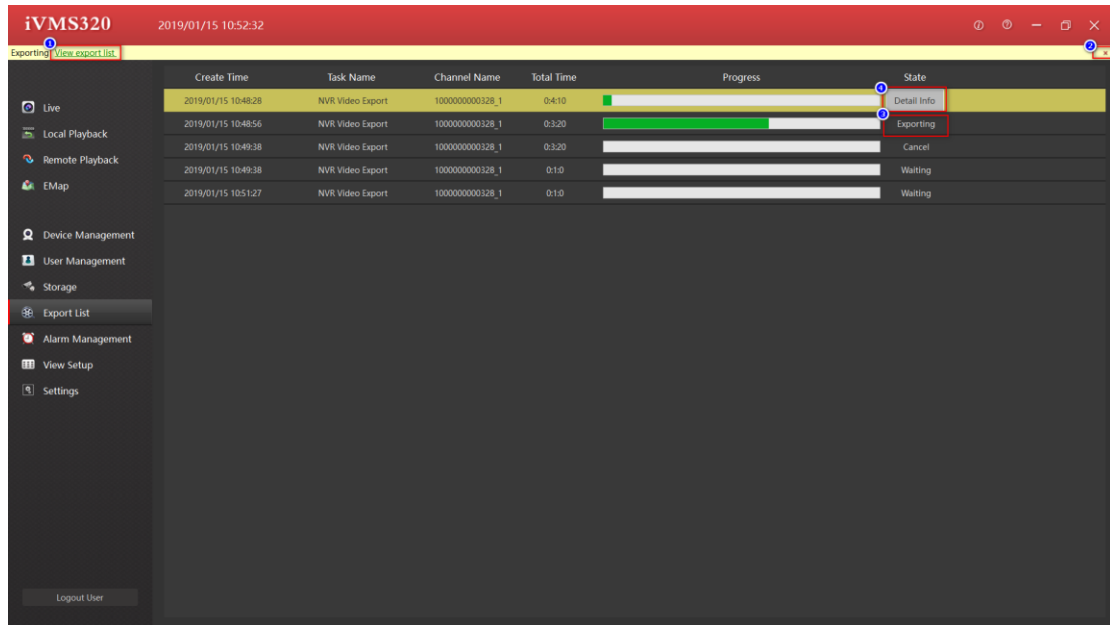 iVMS320 2019/01/15 10:52:32
1 2
Exporting View export list
Create Time Task Name Channel Name Total Time Progress State
4
2019/01/15 10:48:28 NVR Video Export 1000000000328_1 0:4:10 Detail Info
3
2019/01/15 10:48:56 NVR Video Export 1000000000328_1 0:3:20 Exporting
2019/01/15 10:49:38 NVR Video Export 1000000000328_1 0:3:20 Cancel
2019/01/15 10:49:38 NVR Video Export 1000000000328_1 0:1:0 Waiting
2019/01/15 10:51:27 NVR Video Export 1000000000328_1 0:1:0 Waiting
Live
Local Playback
Remote Playback
EMap
Device Management
User Management
Storage
Export List
Alarm Management
View Setup
Settings
Logout User